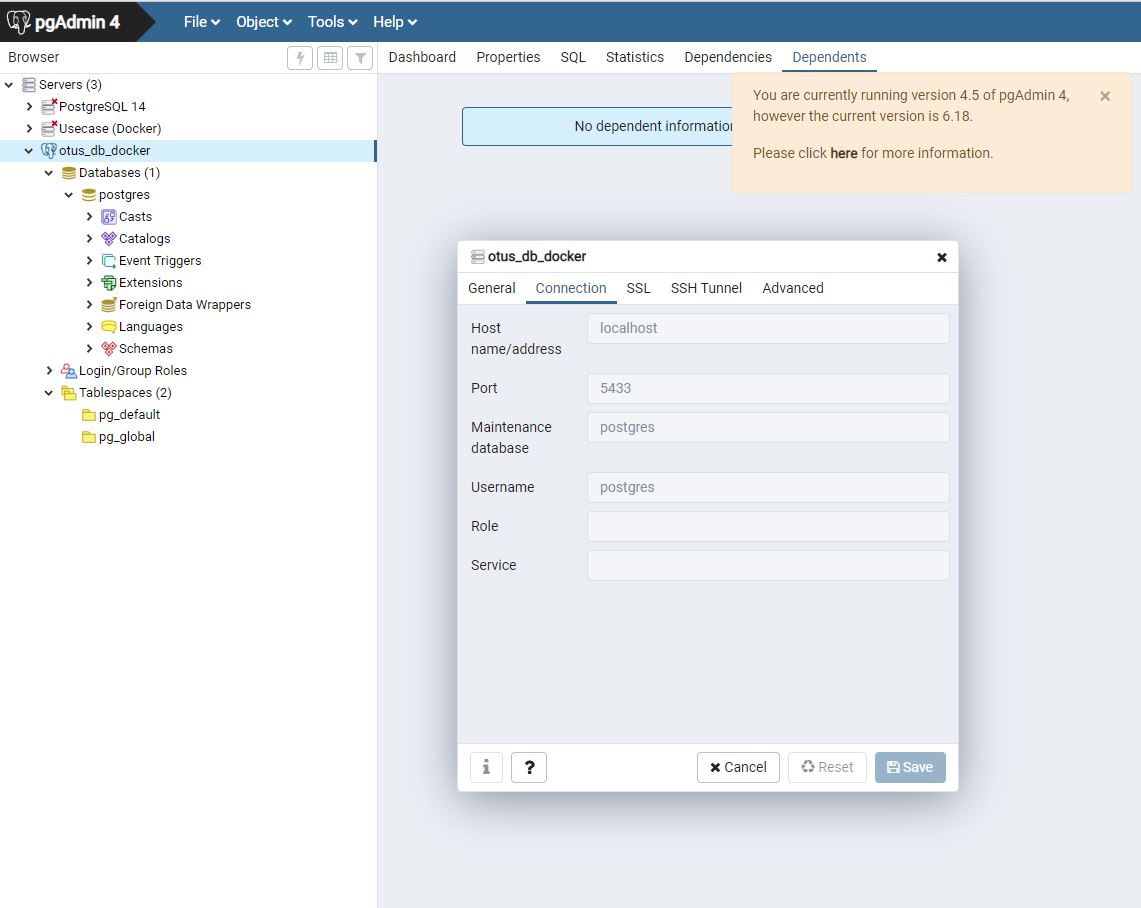 pgAdmin 4
File Object Tools Help
Browser
Dashboard Properties SQL Statistics Dependencies Dependents
Servers (3)
PostgreSQL 14
Usecase (Docker)
otus_db_docker
Databases (1)
postgres
Casts
Catalogs
Event Triggers
Extensions
Foreign Data Wrappers
Languages
Schemas
Login/Group Roles
Tablespaces (2)
pg_default
pg_global
No dependent information
You are currently running version 4.5 of pgAdmin 4,
however the current version is 6.18.
Please click here for more information.
otus_db_docker
General Connection SSL SSH Tunnel Advanced
Host
name/address
localhost
Port
5433
Maintenance
database
postgres
Username
postgres
Role
Service
i ? Cancel Reset Save